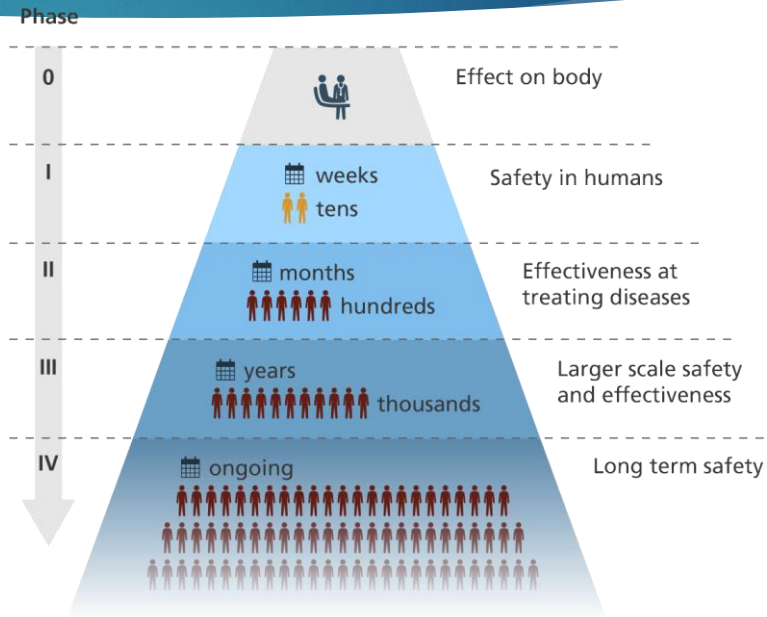 Phase
0
Effect on body
I
weeks
tens
Safety in humans
II
months
hundreds
Effectiveness at
treating diseases
III
years
thousands
Larger scale safety
and effectiveness
IV
ongoing
Long term safety